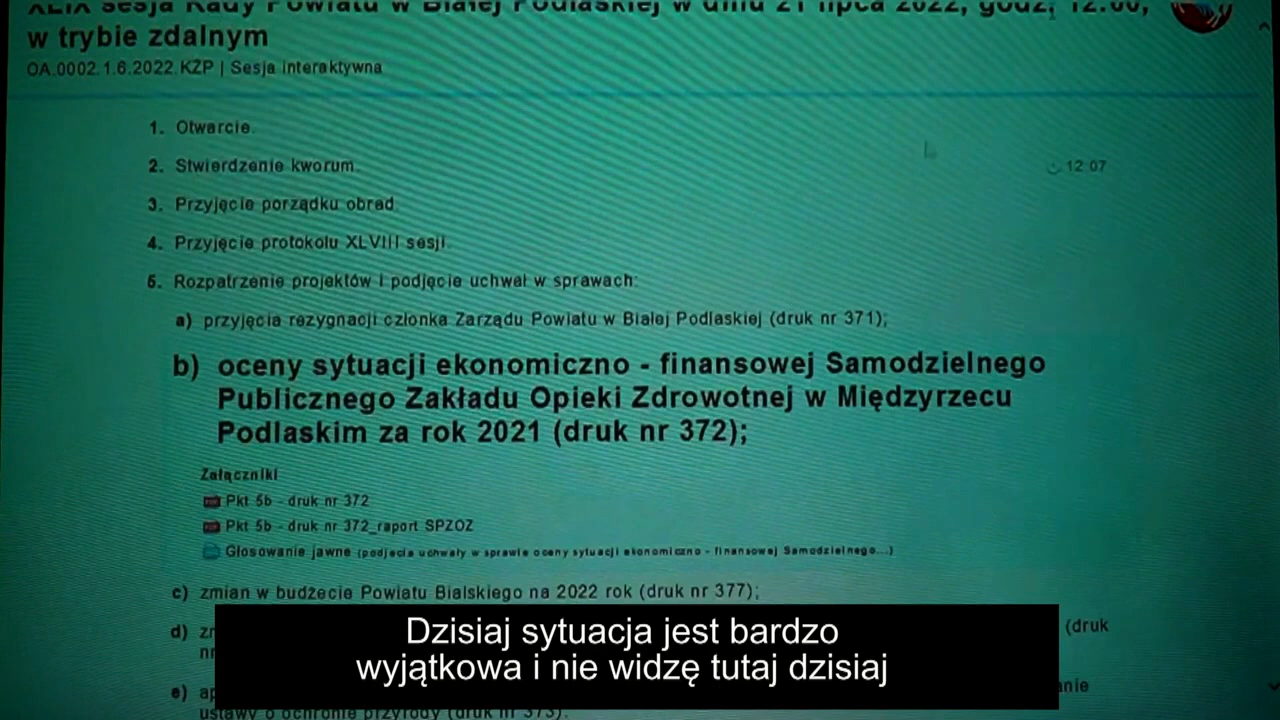 XLIX sesja Rady Powiatu w Białej Podlaskiej w dniu 21 lipca 2022, godz. 12:00,
w trybie zdalnym
OA.0002.1.6.2022.KZP | Sesja interaktywna
1. Otwarcie.
2. Stwierdzenie kworum.
12:07
3. Przyjęcie porządku obrad.
4. Przyjęcie protokołu XLVIII sesji.
5. Rozpatrzenie projektów i podjęcie uchwał w sprawach:
a) przyjęcia rezygnacji członka Zarządu Powiatu w Białej Podlaskiej (druk nr 371);
b) oceny sytuacji ekonomiczno - finansowej Samodzielnego
Publicznego Zakładu Opieki Zdrowotnej w Międzyrzecu
Podlaskim za rok 2021 (druk nr 372);
Załączniki
Pkt 5b - druk nr 372
Pkt 5b - druk nr 372_raport SPZOZ
Głosowanie jawne (podjęcia uchwały w sprawie oceny sytuacji ekonomiczno - finansowej Samodzielnego...)
c) zmian w budżecie Powiatu Bialskiego na 2022 rok (druk nr 377);
d) (druk
nr
e)
ustawy o ochronie przyrody (druk nr 373).
Dzisiaj sytuacja jest bardzo
wyjątkowa i nie widzę tutaj dzisiaj